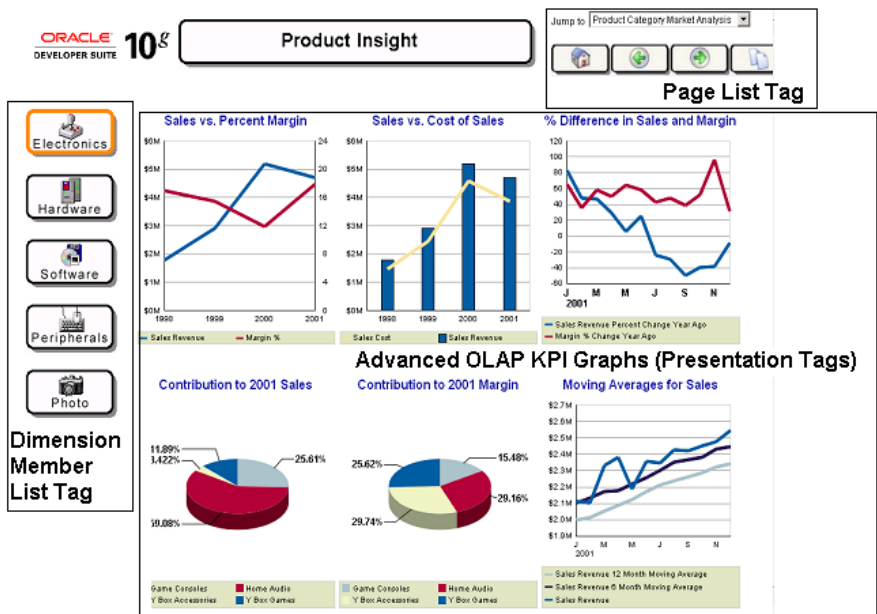 ORACLE
DEVELOPER SUITE 10g
Product Insight
Jump to Product Category Market Analysis
Page List Tag
Electronics
Hardware
Software
Peripherals
Photo
Dimension
Member
List Tag
Sales vs. Percent Margin
$6M
$5M
$4M
$3M
$2M
$1M
$0M
24
20
16
12
8
4
0
1998 1999 2000 2001
Sales Revenue Margin %
Sales vs. Cost of Sales
$6M
$5M
$4M
$3M
$2M
$1M
$0M
1998 1999 2000 2001
Sales Cost Sales Revenue
% Difference in Sales and Margin
120
100
80
60
40
20
0
-20
-40
-60
J M M J S N
2001
Sales Revenue Percent Change Year Ago
Margin % Change Year Ago
Advanced OLAP KPI Graphs (Presentation Tags)
Contribution to 2001 Sales
11.89%
3.422%
25.61%
59.08%
Game Consoles Home Audio
Y Box Accessories Y Box Games
Contribution to 2001 Margin
25.62%
15.48%
29.16%
29.74%
Game Consoles Home Audio
Y Box Accessories Y Box Games
Moving Averages for Sales
$2.7M
$2.6M
$2.5M
$2.4M
$2.3M
$2.2M
$2.1M
$2.0M
$1.9M
J M M J S N
2001
Sales Revenue 12 Month Moving Average
Sales Revenue 6 Month Moving Average
Sales Revenue